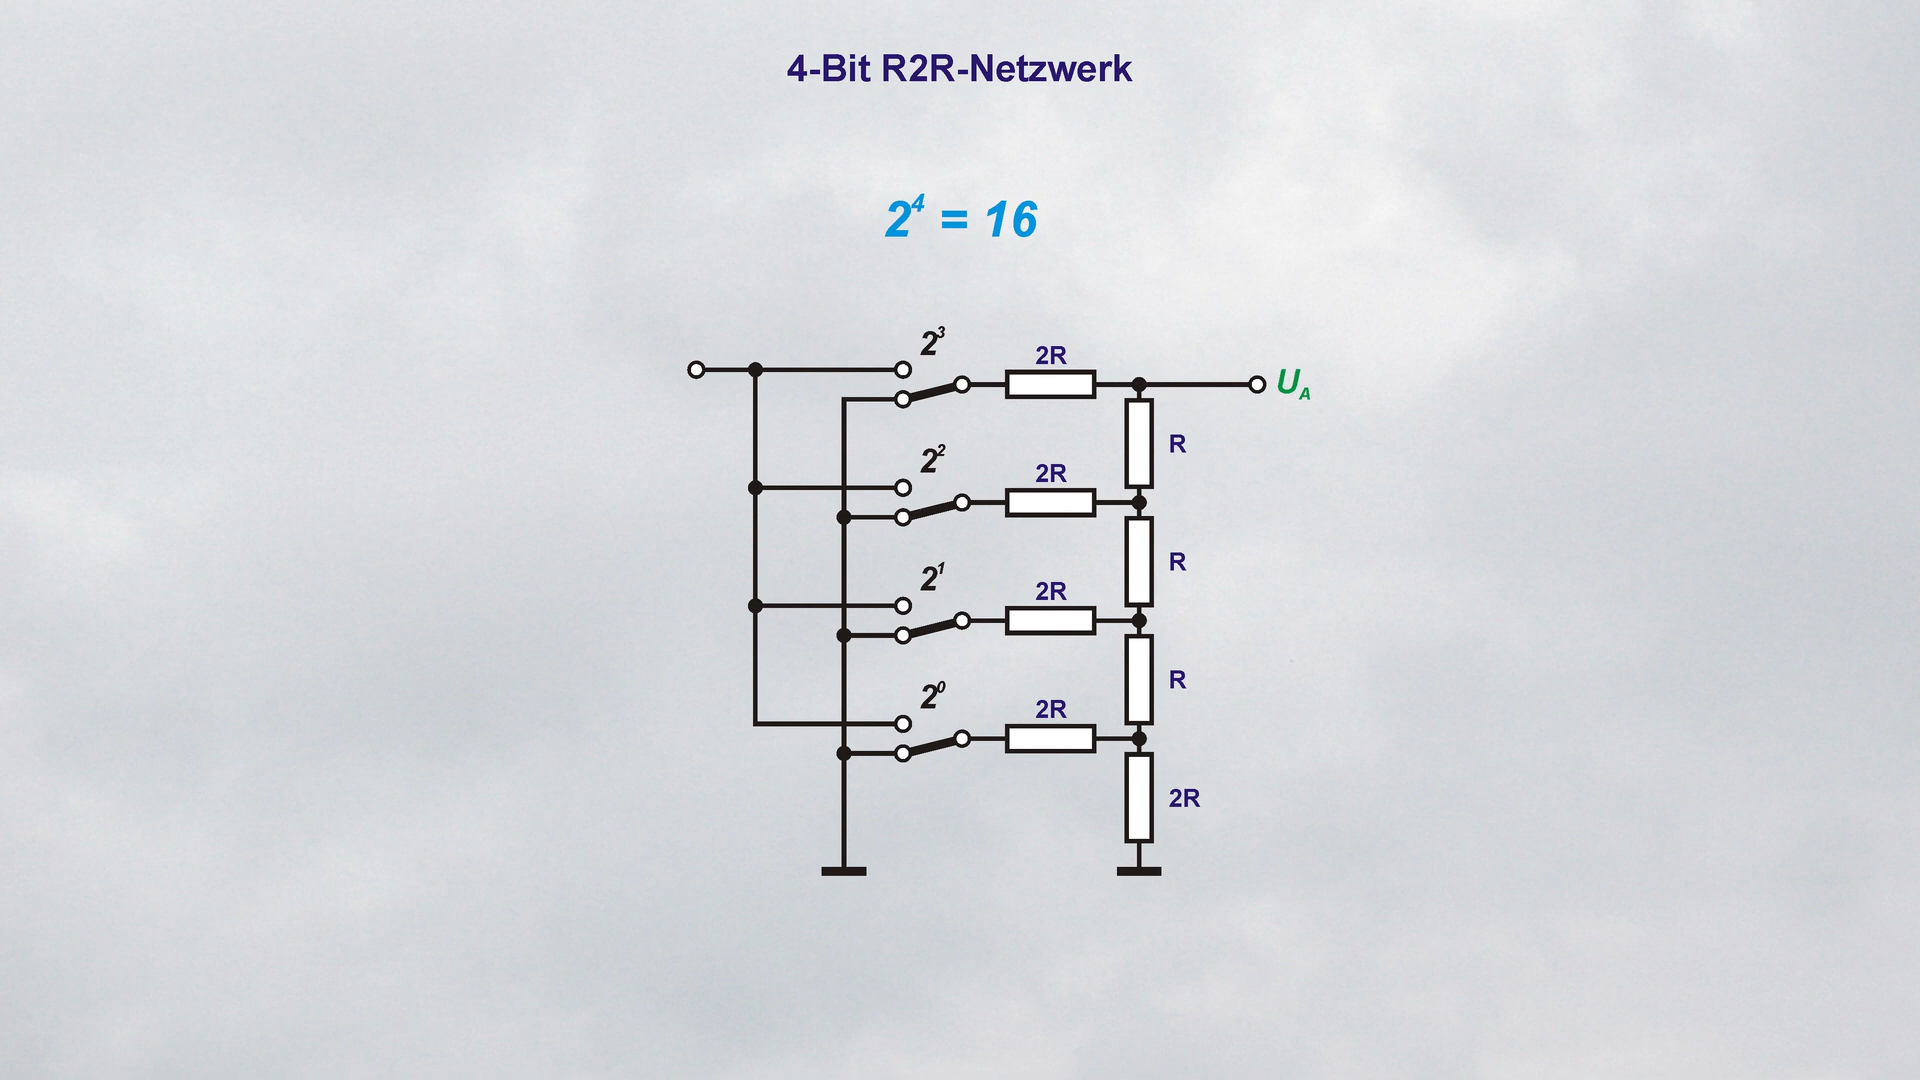 4-Bit R2R-Netzwerk
2⁴ = 16
2³
2R
U_A
R
2²
2R
R
2¹
2R
R
2⁰
2R
2R